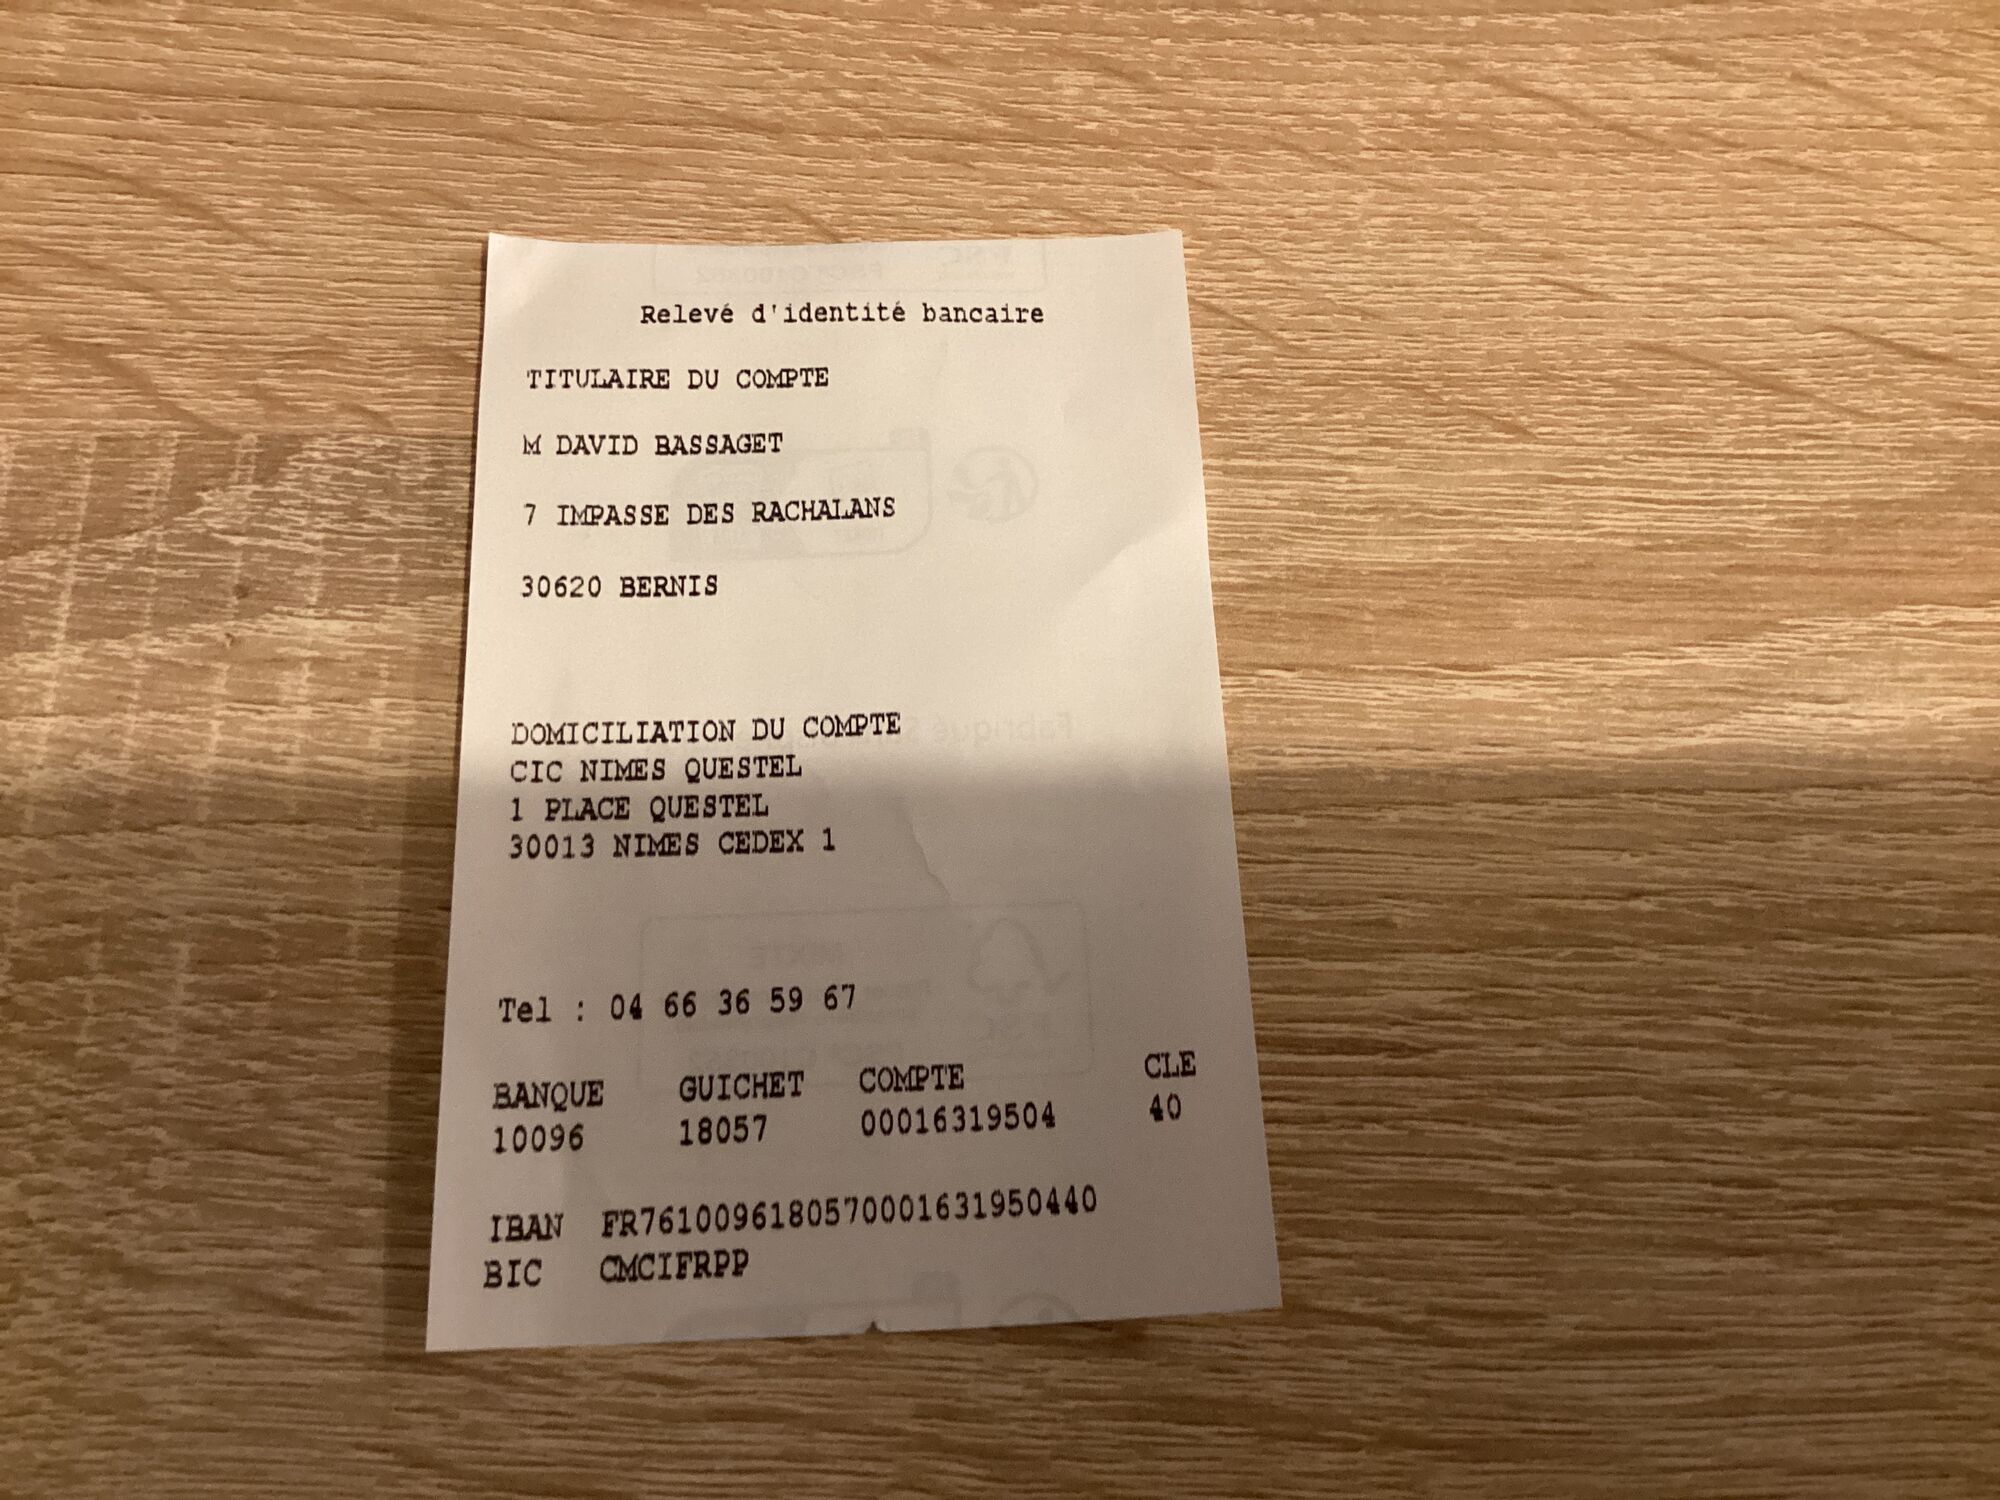 Relevé d'identité bancaire
TITULAIRE DU COMPTE
M DAVID BASSAGET
7 IMPASSE DES RACHALANS
30620 BERNIS
DOMICILIATION DU COMPTE
CIC NIMES QUESTEL
1 PLACE QUESTEL
30013 NIMES CEDEX 1
Tel : 04 66 36 59 67
BANQUE GUICHET COMPTE CLE
10096 18057 00016319504 40
IBAN FR7610096180570001631950440
BIC CMCIFRPP